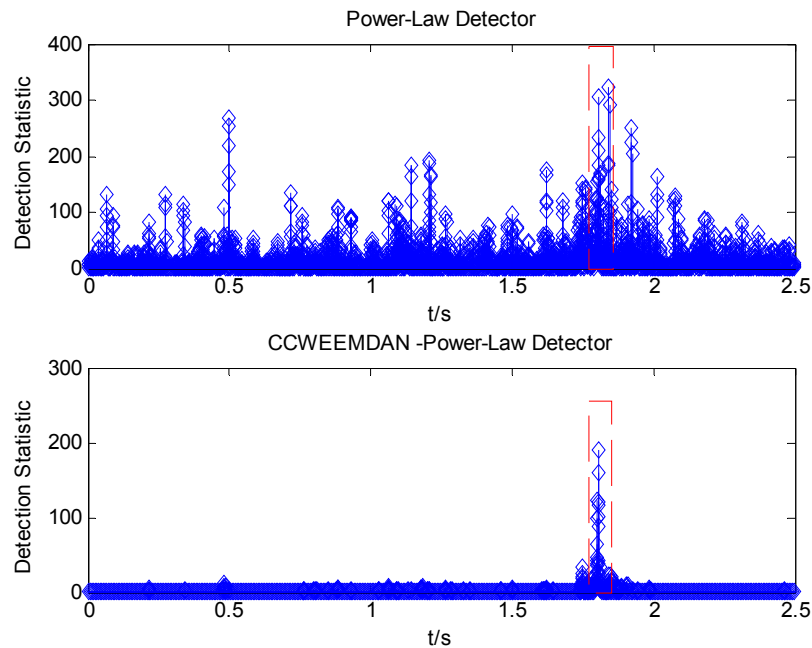 Power-Law Detector
400
300
200
100
0
Detection Statistic
0 0.5 1 1.5 2 2.5
t/s
CCWEEMDAN -Power-Law Detector
300
200
100
0
Detection Statistic
0 0.5 1 1.5 2 2.5
t/s